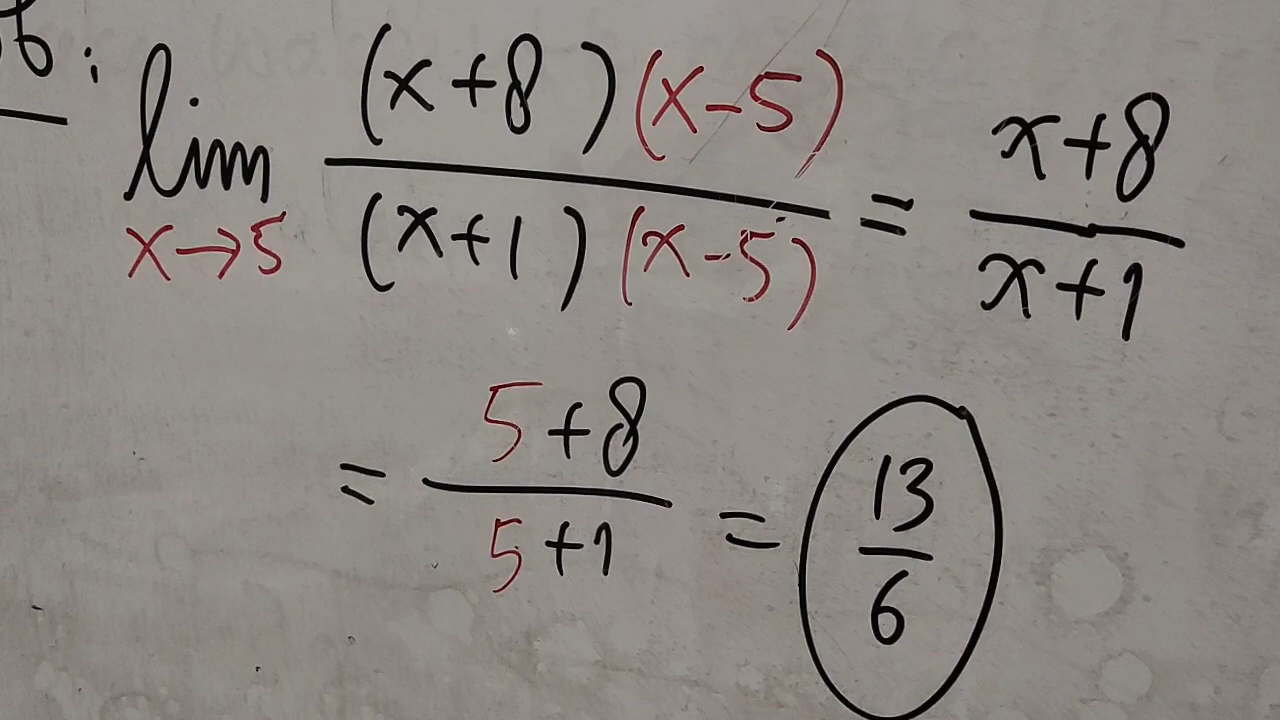 lim x→5 (x+8)(x-5) / (x+1)(x-5) = x+8 / x+1
= 5+8 / 5+1 = 13 / 6